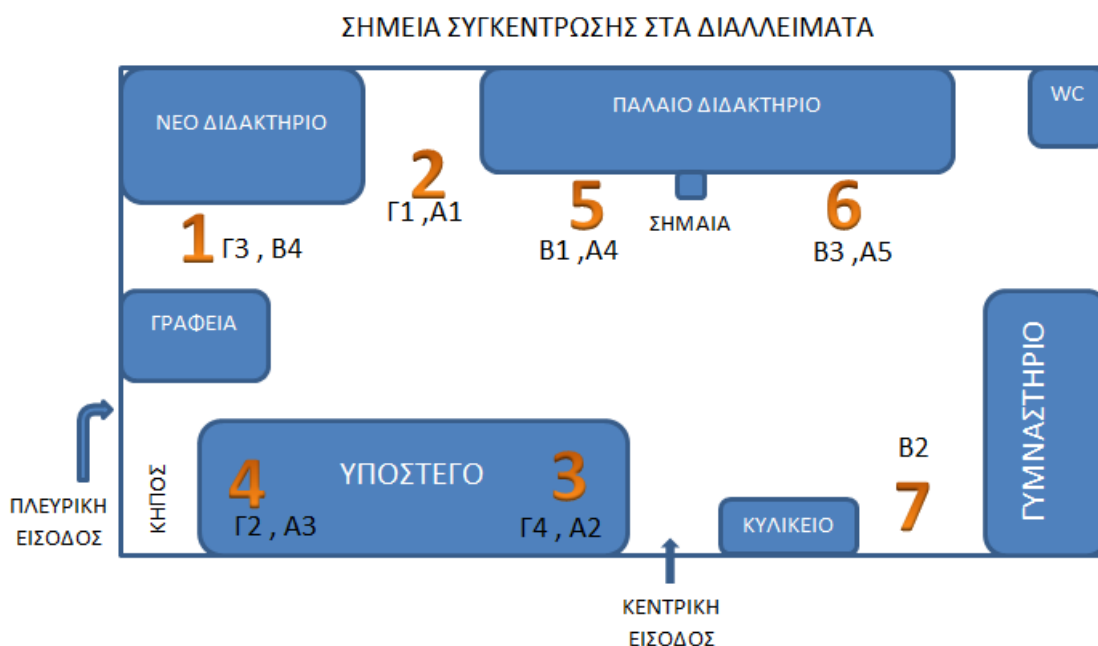 ΣΗΜΕΙΑ ΣΥΓΚΕΝΤΡΩΣΗΣ ΣΤΑ ΔΙΑΛΛΕΙΜΑΤΑ
ΝΕΟ ΔΙΔΑΚΤΗΡΙΟ
ΠΑΛΑΙΟ ΔΙΔΑΚΤΗΡΙΟ
WC
2
Γ1 ,Α1
5
Β1 ,Α4
ΣΗΜΑΙΑ
6
Β3 ,Α5
1
Γ3 , Β4
ΓΡΑΦΕΙΑ
ΓΥΜΝΑΣΤΗΡΙΟ
ΠΛΕΥΡΙΚΗ
ΕΙΣΟΔΟΣ
ΚΗΠΟΣ
ΥΠΟΣΤΕΓΟ
4
Γ2 , Α3
3
Γ4 , Α2
Β2
7
ΚΥΛΙΚΕΙΟ
ΚΕΝΤΡΙΚΗ
ΕΙΣΟΔΟΣ